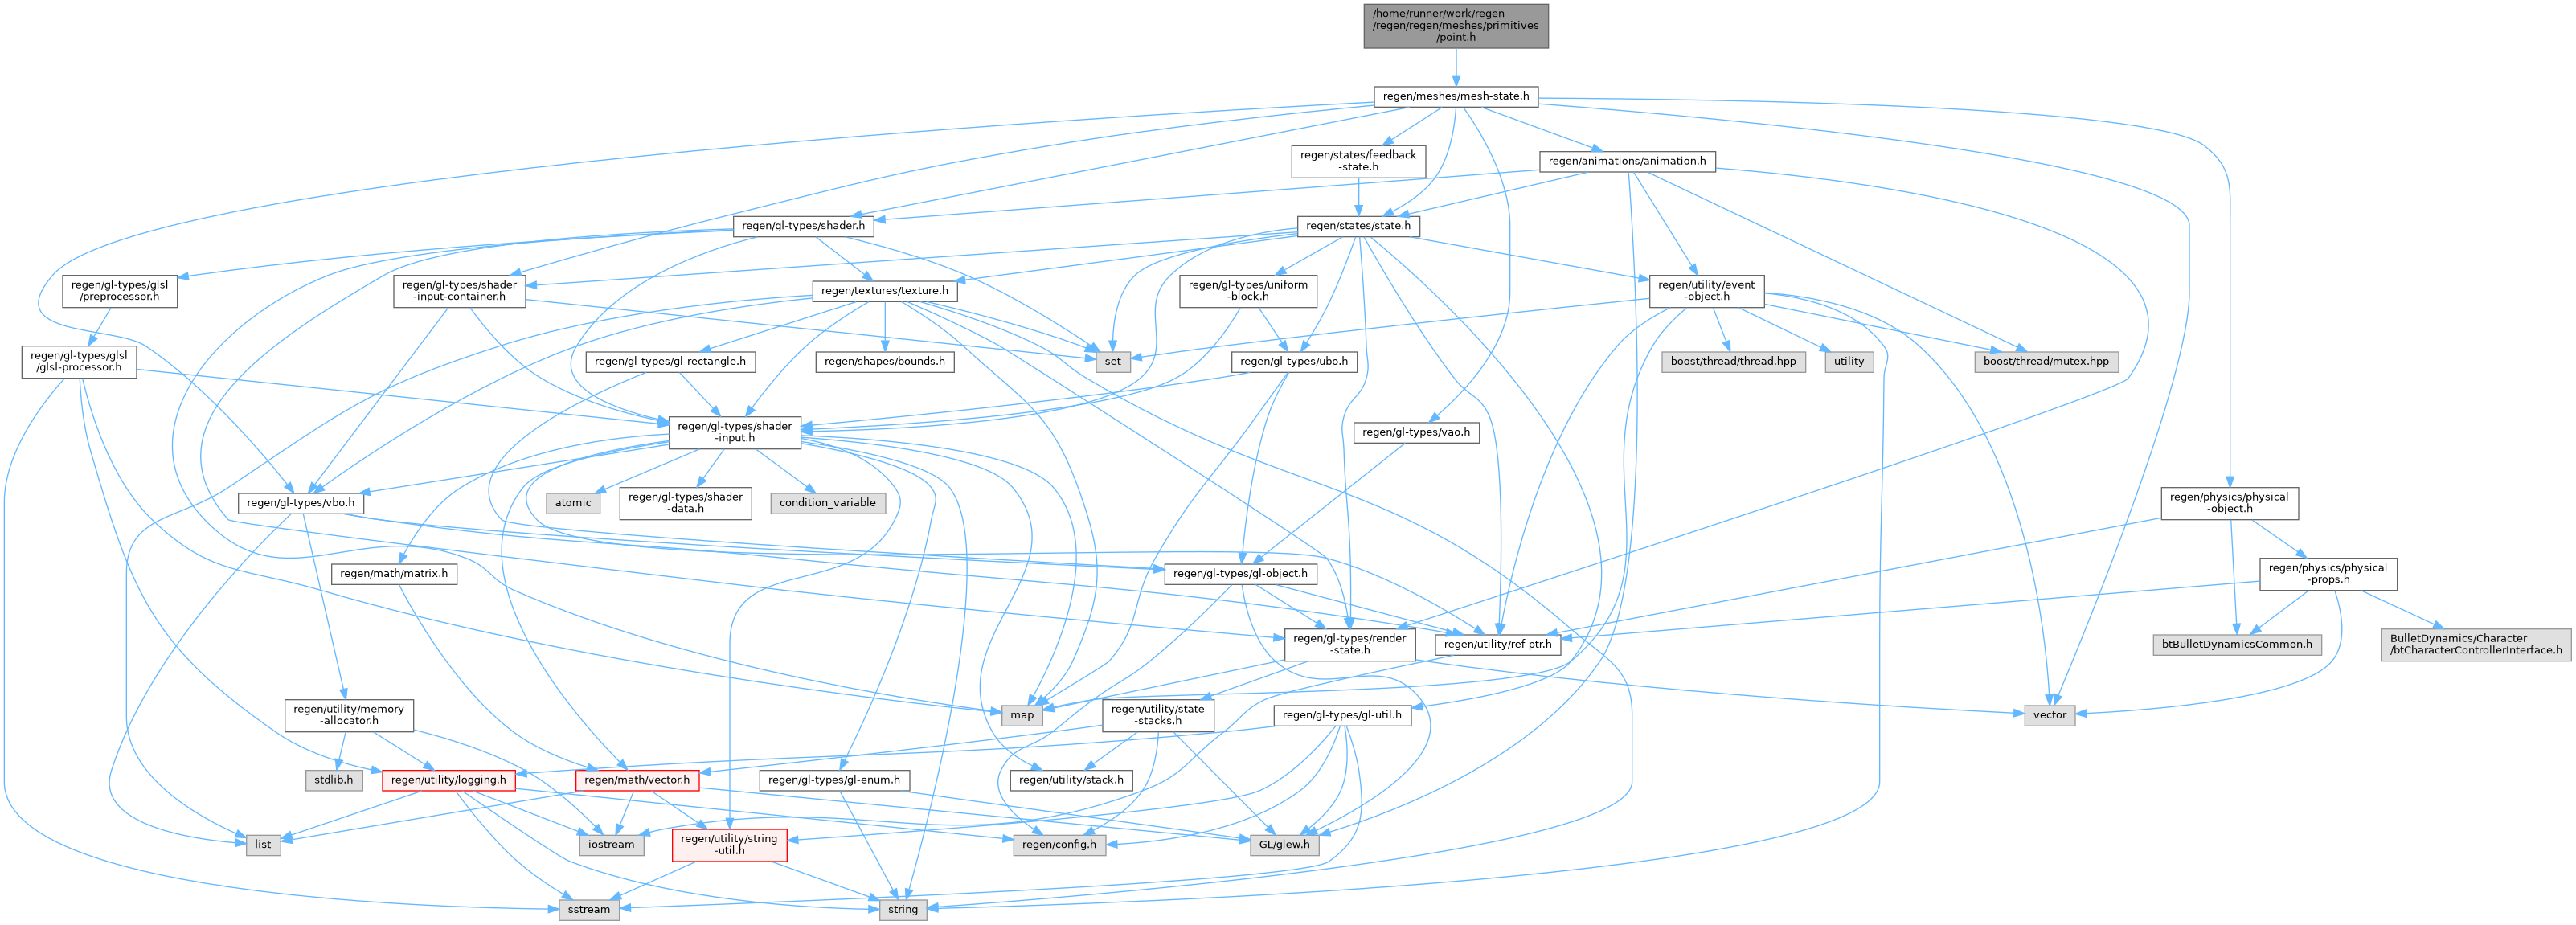 /home/runner/work/regen
/regen/regen/meshes/primitives
/point.h
regen/meshes/mesh-state.h
regen/states/feedback
-state.h
regen/animations/animation.h
regen/gl-types/shader.h
regen/states/state.h
regen/gl-types/glsl
/preprocessor.h
regen/gl-types/shader
-input-container.h
regen/textures/texture.h
regen/gl-types/uniform
-block.h
regen/utility/event
-object.h
regen/gl-types/glsl
/glsl-processor.h
regen/gl-types/gl-rectangle.h
regen/shapes/bounds.h
set
regen/gl-types/ubo.h
boost/thread/thread.hpp
utility
boost/thread/mutex.hpp
regen/gl-types/shader
-input.h
regen/gl-types/vao.h
regen/gl-types/vbo.h
atomic
regen/gl-types/shader
-data.h
condition_variable
regen/physics/physical
-object.h
regen/math/matrix.h
regen/gl-types/gl-object.h
regen/physics/physical
-props.h
regen/gl-types/render
-state.h
regen/utility/ref-ptr.h
btBulletDynamicsCommon.h
BulletDynamics/Character
/btCharacterControllerInterface.h
regen/utility/memory
-allocator.h
map
regen/utility/state
-stacks.h
regen/gl-types/gl-util.h
vector
stdlib.h
regen/utility/logging.h
regen/math/vector.h
regen/gl-types/gl-enum.h
regen/utility/stack.h
list
iostream
regen/utility/string
-util.h
regen/config.h
GL/glew.h
sstream
string